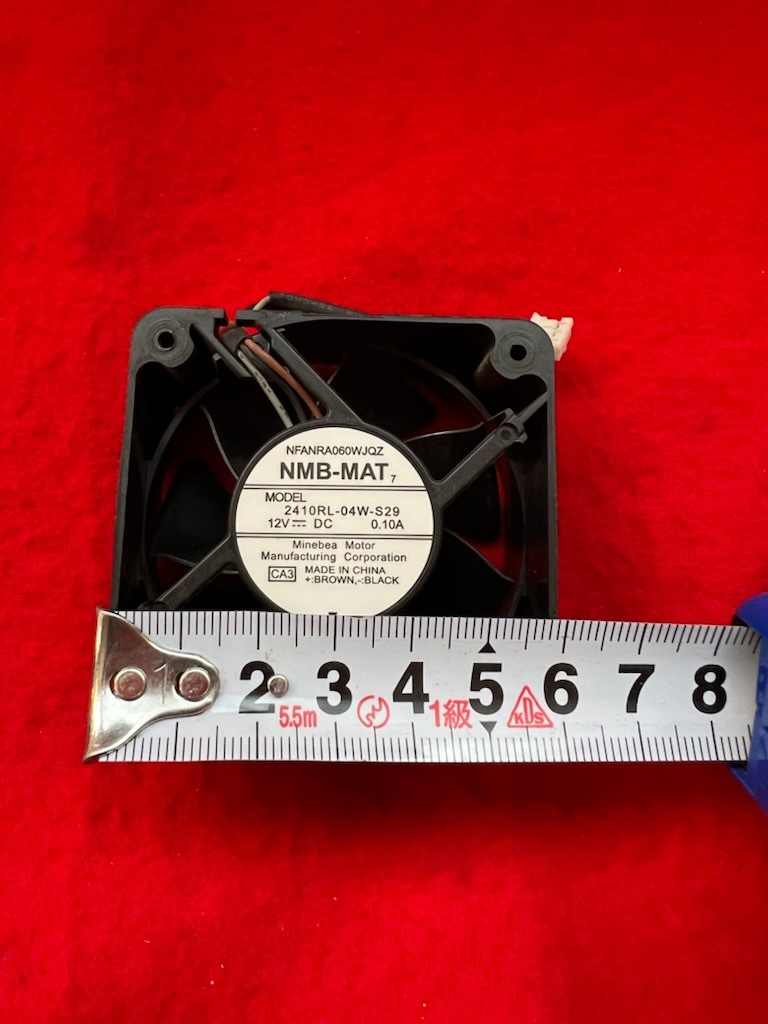 NFANRA060WJQZ
NMB-MAT7
MODEL
2410RL-04W-S29
12V⎓ DC 0.10A
Minebea Motor
Manufacturing Corporation
CA3 MADE IN CHINA
+:BROWN,-:BLACK
1 2 3 4 5 6 7 8
5.5m 1級 KDS